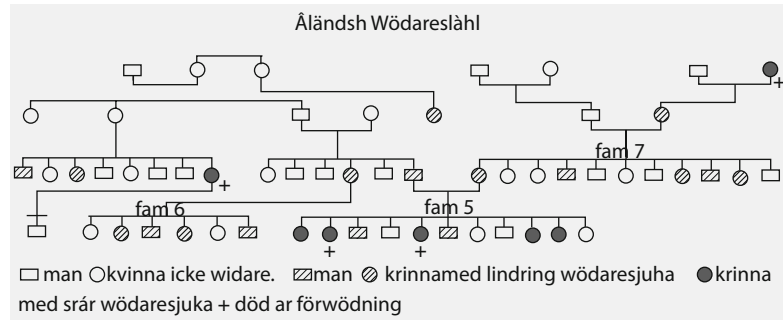 Åländsh Wödareslàhl
fam 7
fam 6 fam 5
+
+
+ +
man kvinna icke widare. man krinnamed lindring wödaresjuha krinna
med srár wödaresjuka + död ar förwödning